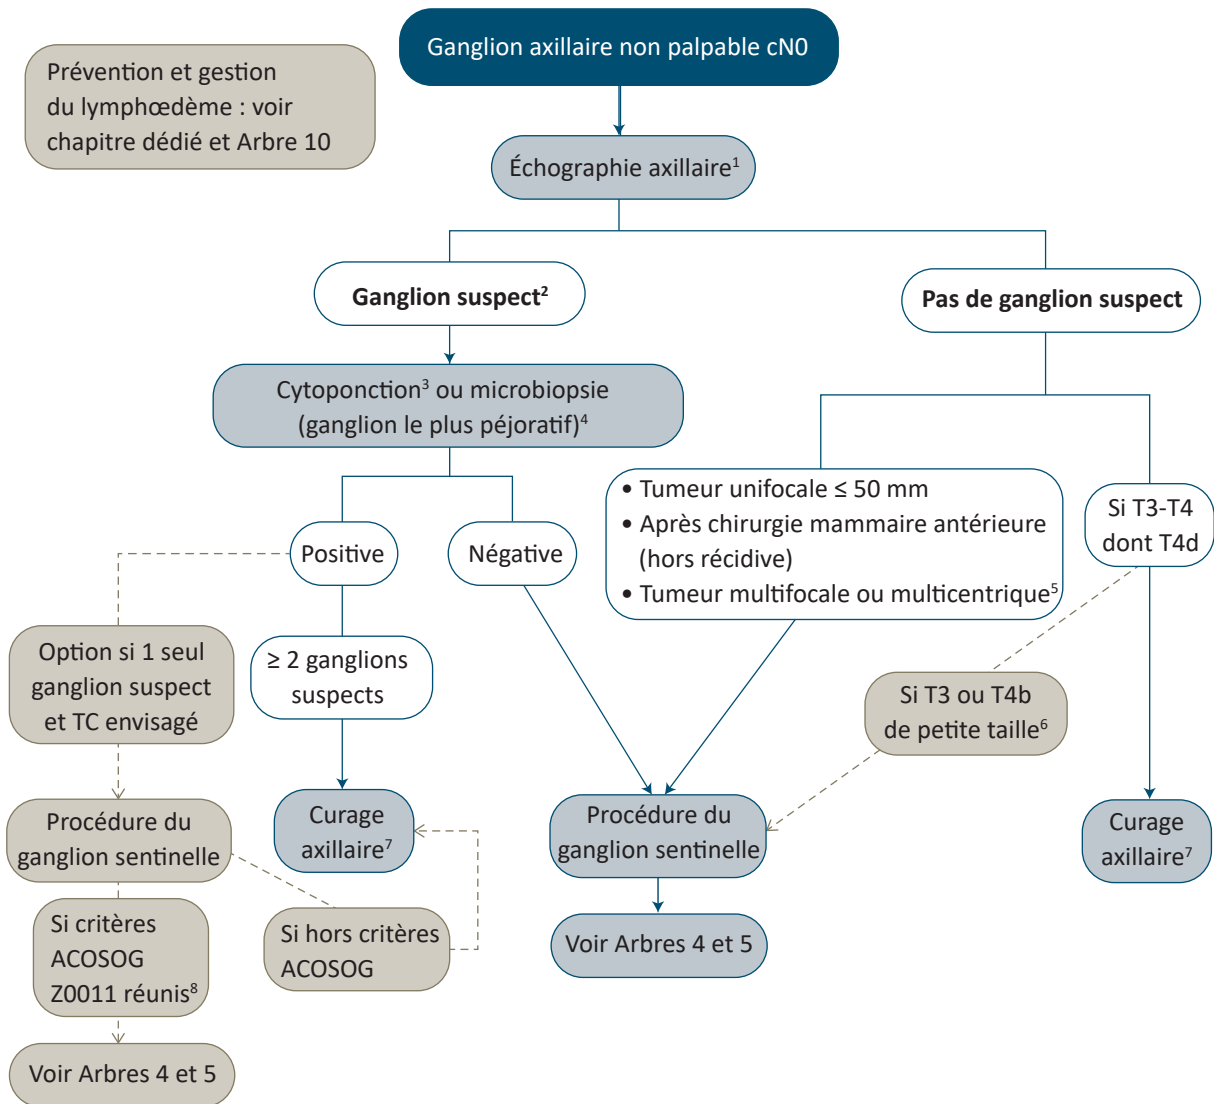 Ganglion axillaire non palpable cN0
Prévention et gestion
du lymphœdème : voir
chapitre dédié et Arbre 10
Échographie axillaire1
Ganglion suspect2
Pas de ganglion suspect
Cytoponction3 ou microbiopsie
(ganglion le plus péjoratif)4
• Tumeur unifocale ≤ 50 mm
• Après chirurgie mammaire antérieure
(hors récidive)
• Tumeur multifocale ou multicentrique5
Si T3-T4
dont T4d
Positive
Négative
Option si 1 seul
ganglion suspect
et TC envisagé
≥ 2 ganglions
suspects
Si T3 ou T4b
de petite taille6
Procédure du
ganglion sentinelle
Curage
axillaire7
Procédure du
ganglion sentinelle
Curage
axillaire7
Si critères
ACOSOG
Z0011 réunis8
Si hors critères
ACOSOG
Voir Arbres 4 et 5
Voir Arbres 4 et 5